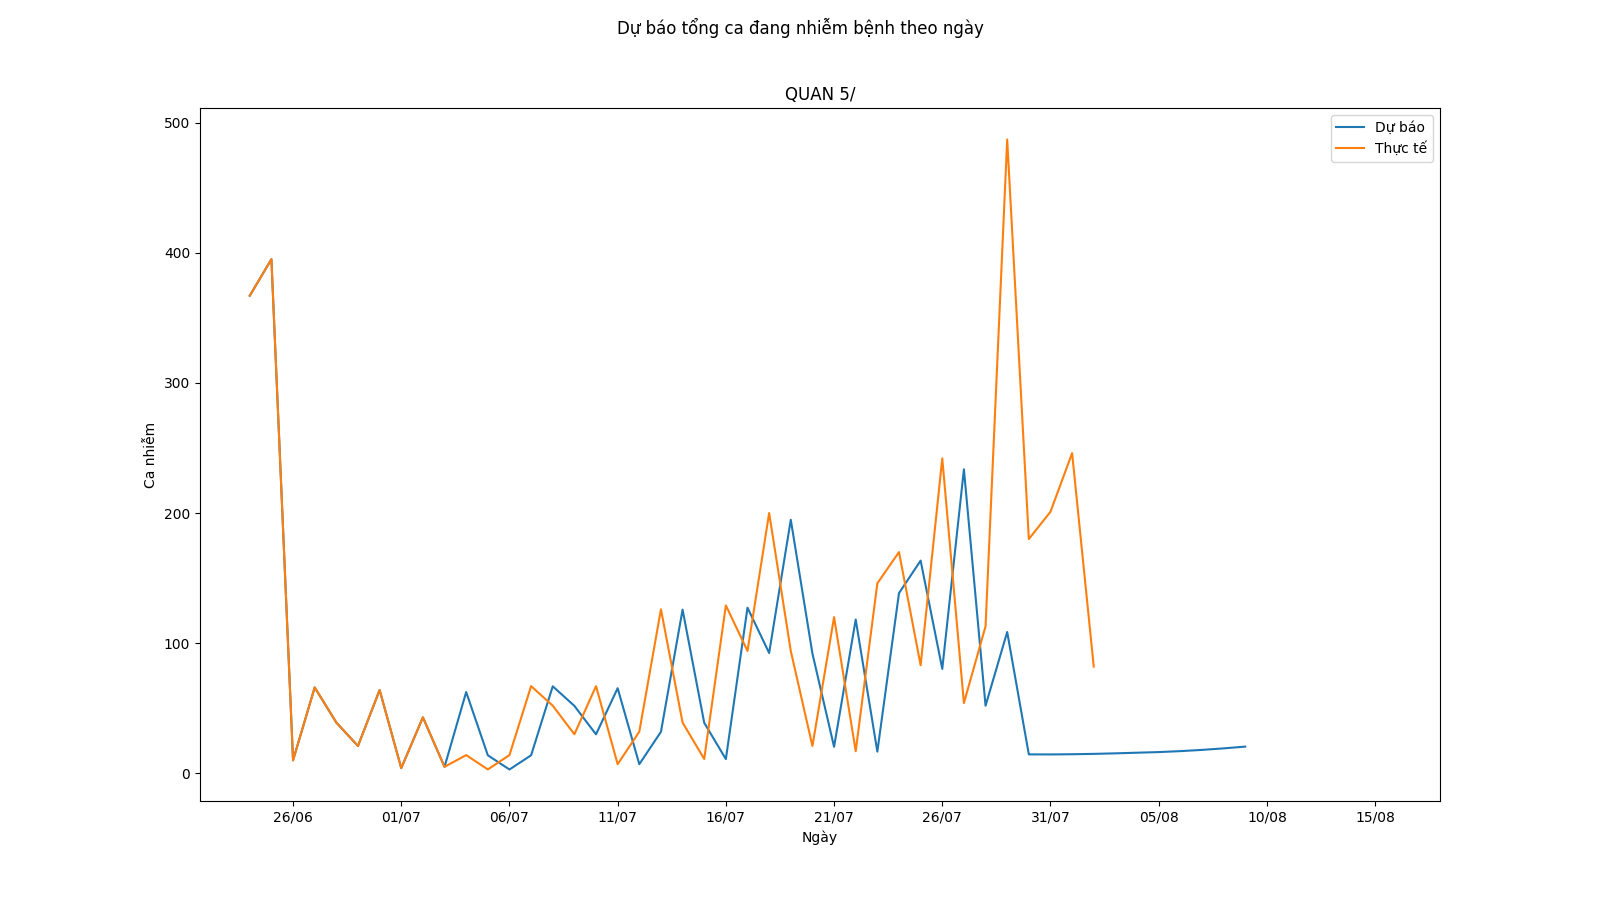 Dự báo tổng ca đang nhiễm bệnh theo ngày
QUAN 5/
Dự báo
Thực tế
500
400
300
200
100
0
Ca nhiễm
26/06
01/07
06/07
11/07
16/07
21/07
26/07
31/07
05/08
10/08
15/08
Ngày